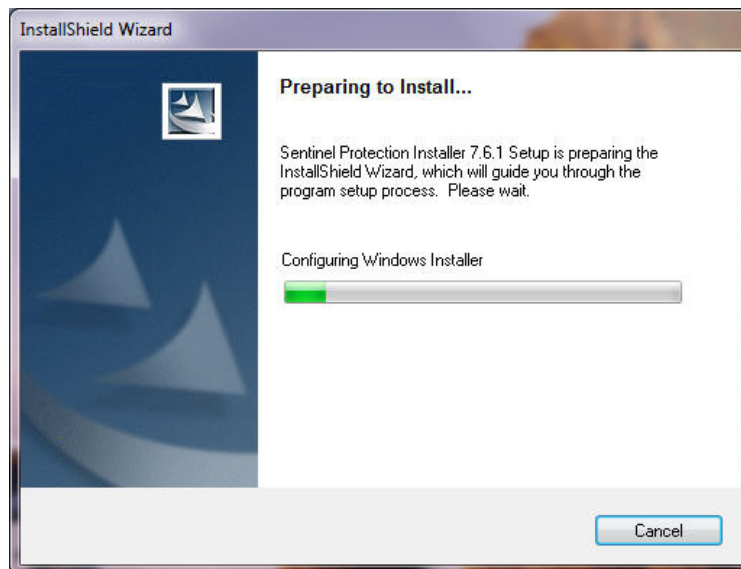 InstallShield Wizard
Preparing to Install...
Sentinel Protection Installer 7.6.1 Setup is preparing the
InstallShield Wizard, which will guide you through the
program setup process.  Please wait.
Configuring Windows Installer
Cancel